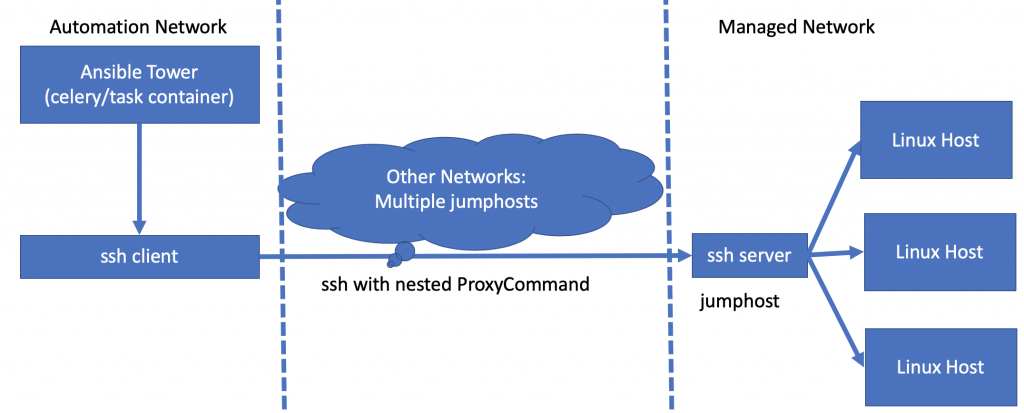 Automation Network
Managed Network
Ansible Tower
(celery/task container)
Linux Host
Other Networks:
Multiple jumphosts
ssh client
ssh server
Linux Host
ssh with nested ProxyCommand
jumphost
Linux Host